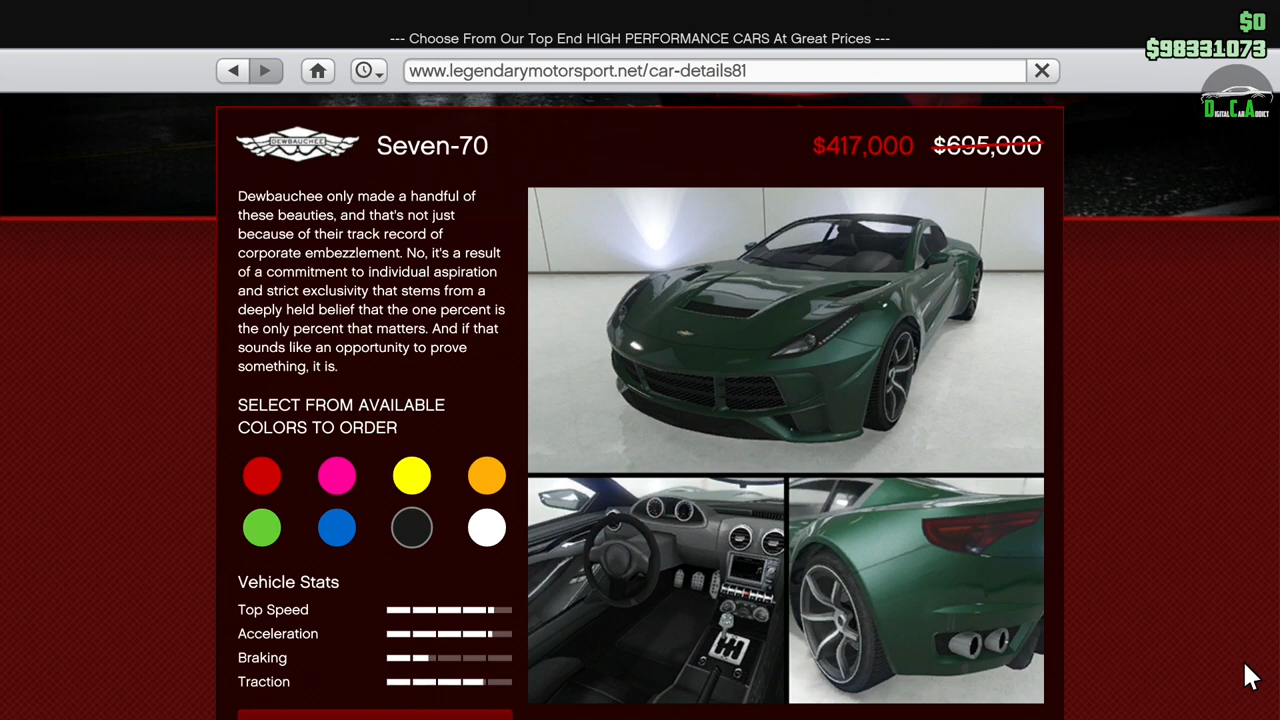 $0
--- Choose From Our Top End HIGH PERFORMANCE CARS At Great Prices ---
$98331073
www.legendarymotorsport.net/car-details81
DIGITAL CAR ADDICT
DEWBAUCHEE
Seven-70
$417,000 $695,000
Dewbauchee only made a handful of
these beauties, and that's not just
because of their track record of
corporate embezzlement. No, it's a result
of a commitment to individual aspiration
and strict exclusivity that stems from a
deeply held belief that the one percent is
the only percent that matters. And if that
sounds like an opportunity to prove
something, it is.
SELECT FROM AVAILABLE
COLORS TO ORDER
Vehicle Stats
Top Speed
Acceleration
Braking
Traction